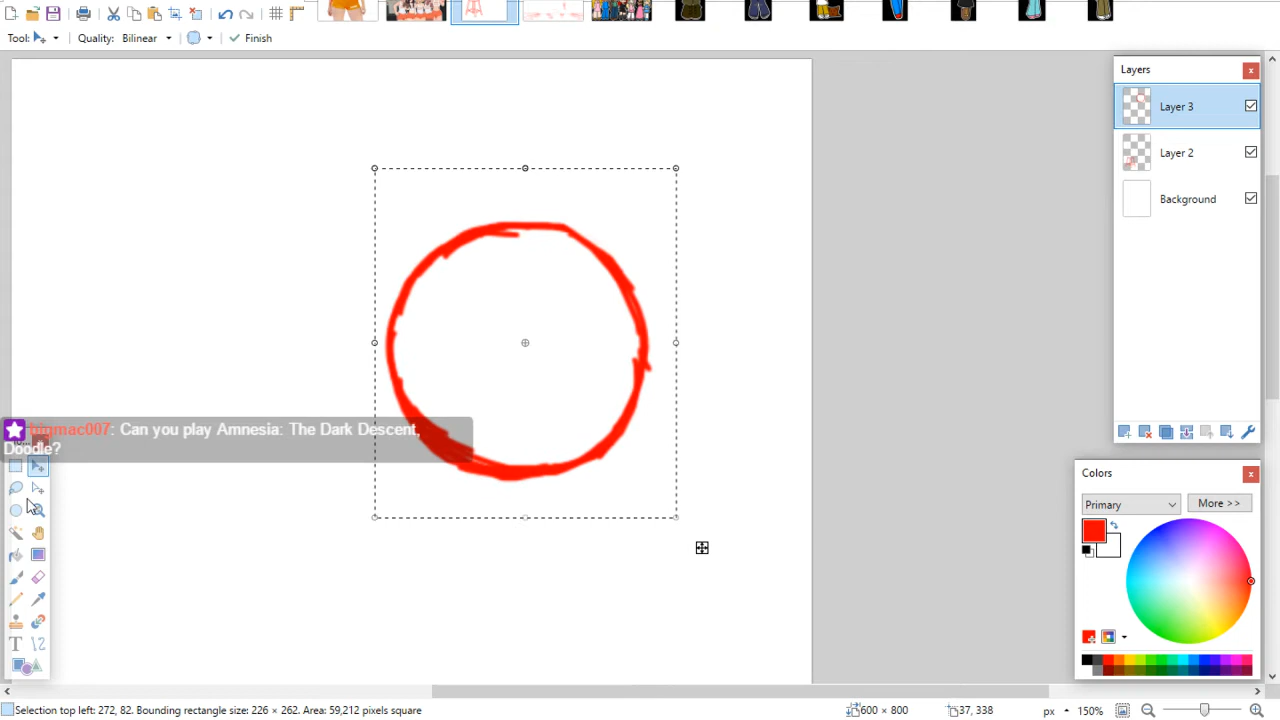 Tool:
Quality: Bilinear
Finish
Layers
Layer 3
Layer 2
Background
bigmac007: Can you play Amnesia: The Dark Descent,
Doodle?
Colors
Primary
More >>
Selection top left: 272, 82. Bounding rectangle size: 226 × 262. Area: 59,212 pixels square
600 × 800
37, 338
px
150%